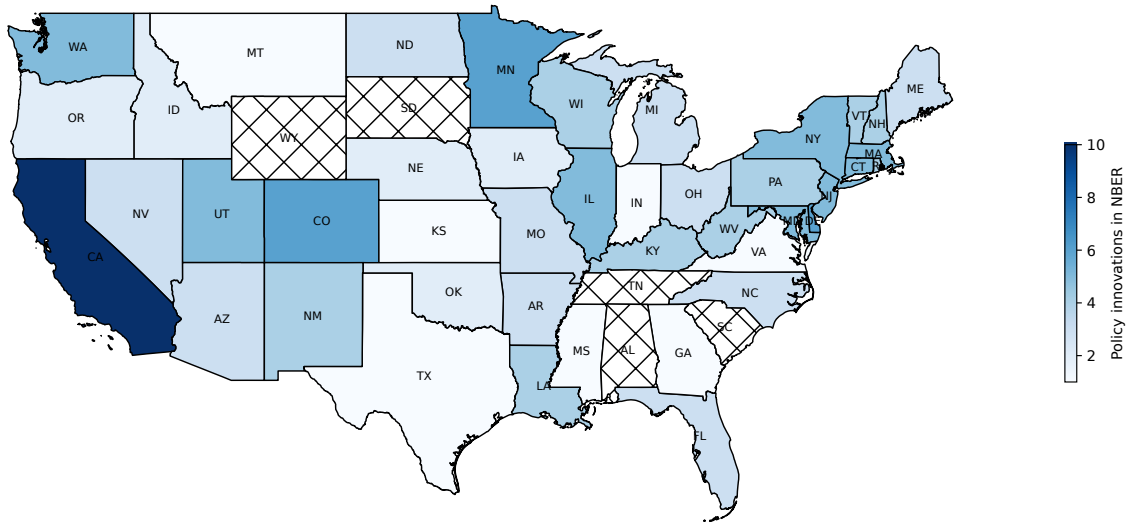 WA
MT
ND
MN
OR
ID
SD
WI
MI
ME
VT
NH
WY
NY
MA
CT
R
IA
NE
PA
NV
UT
CO
IL
IN
OH
NJ
MD
DE
KS
MO
WV
KY
VA
CA
AZ
NM
OK
AR
TN
NC
SC
TX
LA
MS
AL
GA
FL
10
8
6
4
2
Policy innovations in NBER